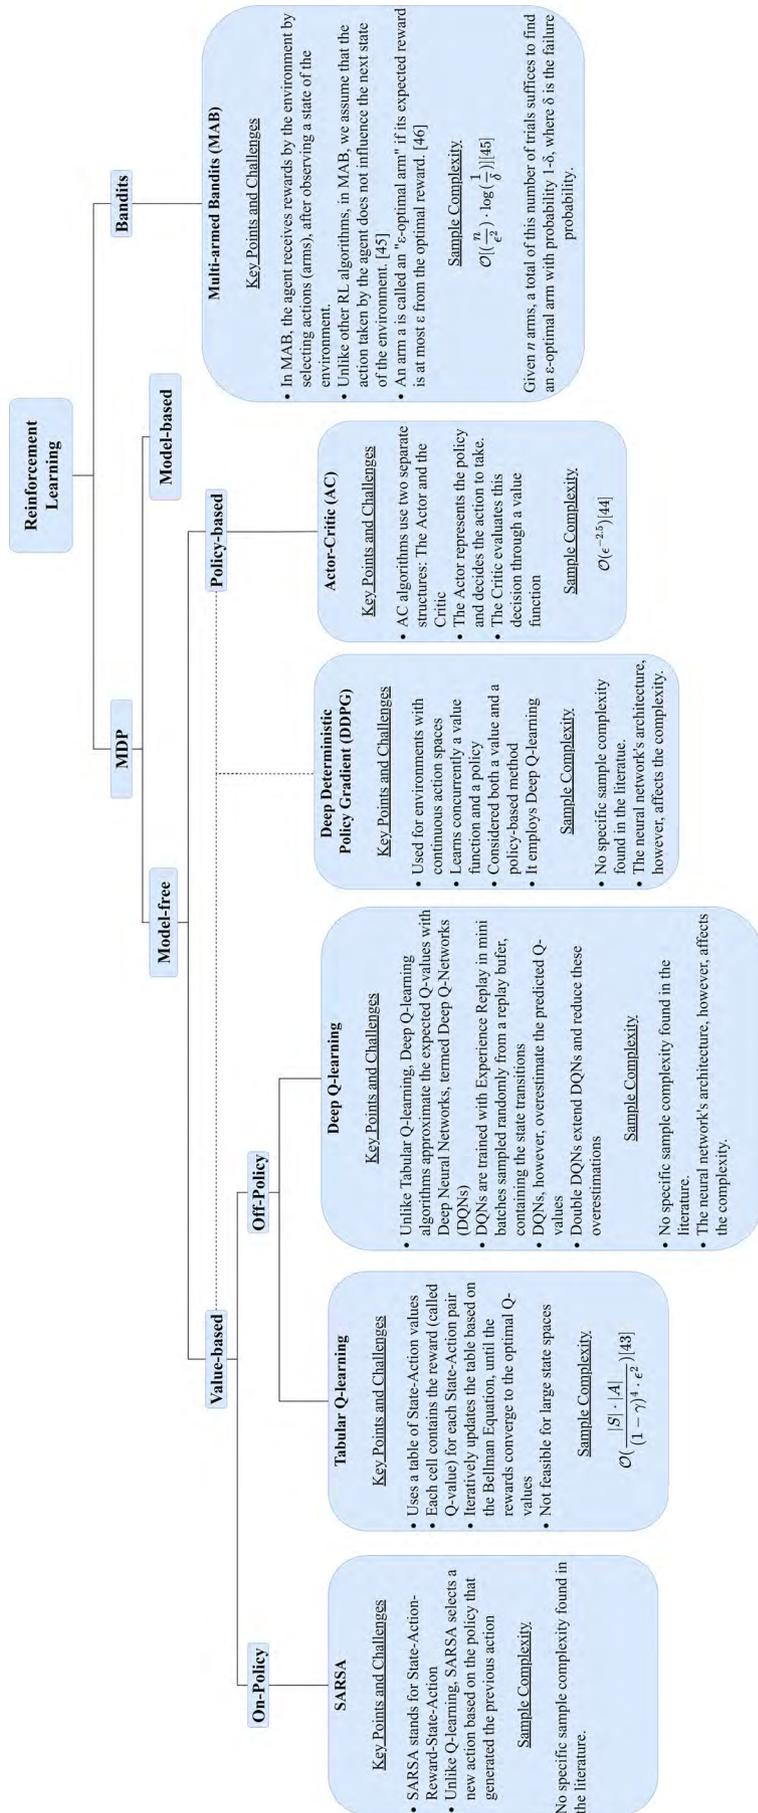 Reinforcement
Learning
MDP
Bandits
Model-free
Model-based
Value-based
Policy-based
On-Policy
Off-Policy
SARSA
Key Points and Challenges
• SARSA stands for State-Action-
Reward-State-Action
• Unlike Q-learning, SARSA selects a
new action based on the policy that
generated the previous action
Sample Complexity
No specific sample complexity found in
the literature.
Tabular Q-learning
Key Points and Challenges
• Uses a table of State-Action values
• Each cell contains the reward (called
Q-value) for each State-Action pair
• Iteratively updates the table based on
the Bellman Equation, until the
rewards converge to the optimal Q-
values
• Not feasible for large state spaces
Sample Complexity
𝒪(|S| · |A| / (1 − γ)⁴ · ϵ²)[43]
Deep Q-learning
Key Points and Challenges
• Unlike Tabular Q-learning, Deep Q-learning
algorithms approximate the expected Q-values with
Deep Neural Networks, termed Deep Q-Networks
(DQNs)
• DQNs are trained with Experience Replay in mini
batches sampled randomly from a replay bufer,
containing the state transitions
• DQNs, however, overestimate the predicted Q-
values
• Double DQNs extend DQNs and reduce these
overestimations
Sample Complexity
• No specific sample complexity found in the
literature.
• The neural network's architecture, however, affects
the complexity.
Deep Deterministic
Policy Gradient (DDPG)
Key Points and Challenges
• Used for environments with
continuous action spaces
• Learns concurrently a value
function and a policy
• Considered both a value and a
policy-based method
• It employs Deep Q-learning
Sample Complexity
• No specific sample complexity
found in the literatue.
• The neural network's architecture,
however, affects the complexity.
Actor-Critic (AC)
Key Points and Challenges
• AC algorithms use two separate
structures: The Actor and the
Critic
• The Actor represents the policy
and decides the action to take.
• The Critic evaluates this
decision through a value
function
Sample Complexity
𝒪(ϵ^−2.5)[44]
Multi-armed Bandits (MAB)
Key Points and Challenges
• In MAB, the agent receives rewards by the environment by
selecting actions (arms), after observing a state of the
environment.
• Unlike other RL algorithms, in MAB, we assume that the
action taken by the agent does not influence the next state
of the environment. [45]
• An arm a is called an "ε-optimal arm" if its expected reward
is at most ε from the optimal reward. [46]
Sample Complexity
𝒪[(n/ϵ²) · log(1/δ)][45]
Given n arms, a total of this number of trials suffices to find
an ε-optimal arm with probability 1-δ, where δ is the failure
probability.